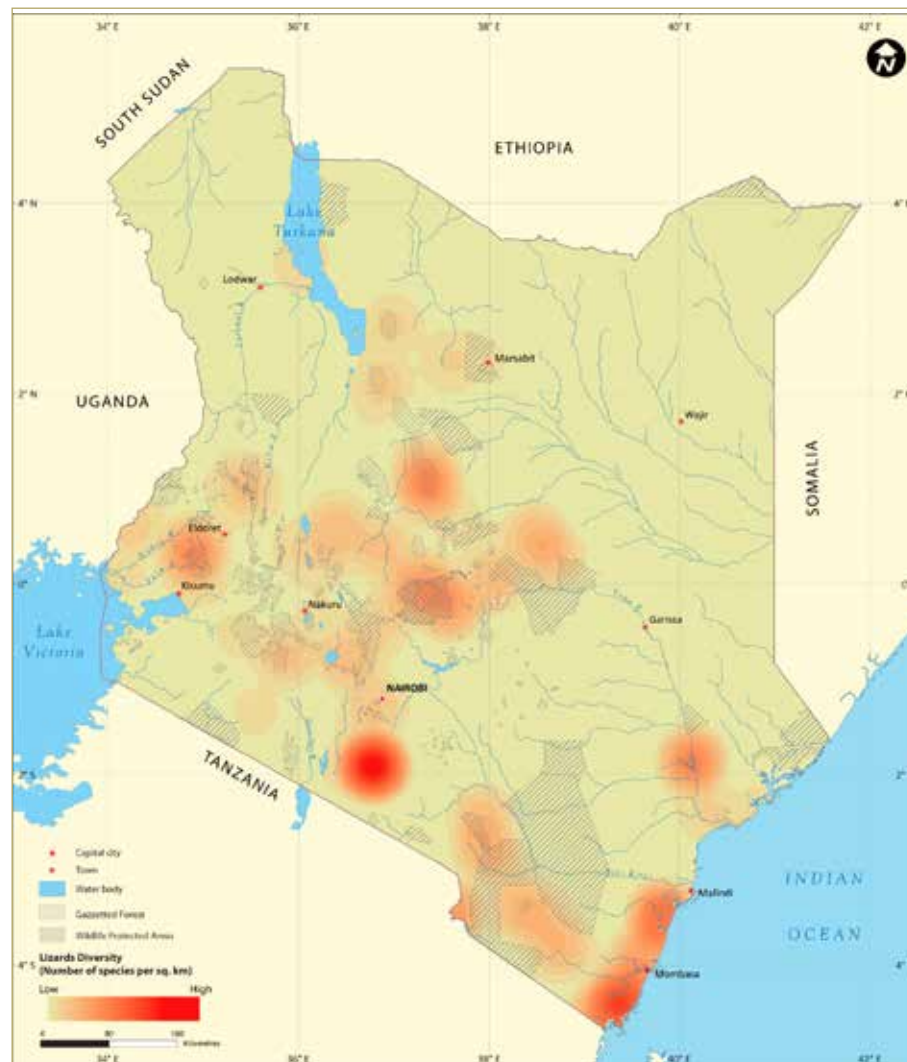 34° E
36° E
38° E
40° E
42° E
N
SOUTH SUDAN
ETHIOPIA
4° N
4° N
Lake
Turkana
Lodwar
Marsabit
2° N
2° N
UGANDA
Wajir
SOMALIA
Eldoret
0°
0°
Kisumu
Nakuru
Garissa
Lake
Victoria
NAIROBI
TANZANIA
2° S
Capital city
Town
Water body
Gazetted Forest
Wildlife Protected Areas
Malindi
INDIAN
OCEAN
Lizards Diversity
(Number of species per sq. km)
Low
High
4° S
4°
Mombasa
Kilometres
34° E
36° E
38° E
40° E
42° E